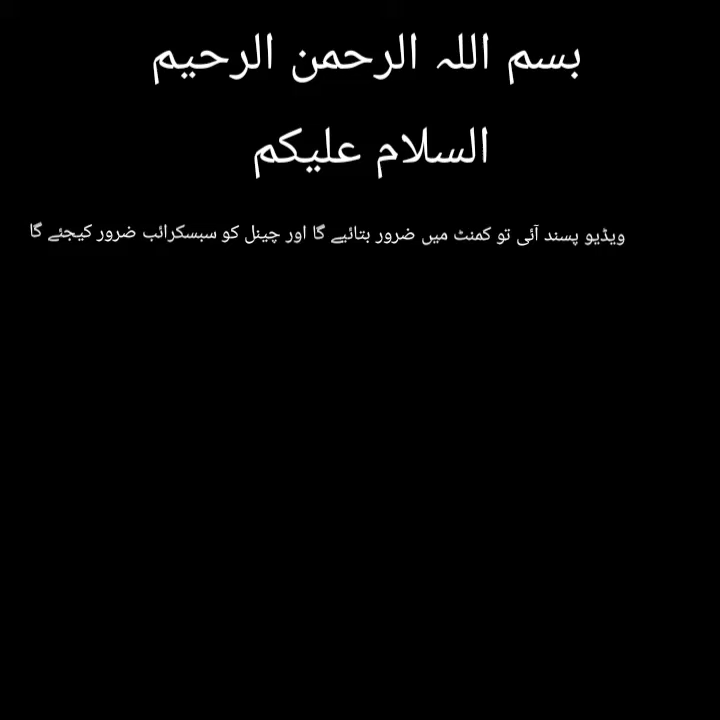 بسم اللہ الرحمن الرحیم
السلام علیکم
ویڈیو پسند آئی تو کمنٹ میں ضرور بتائیے گا اور چینل کو سبسکرائب ضرور کیجئے گا